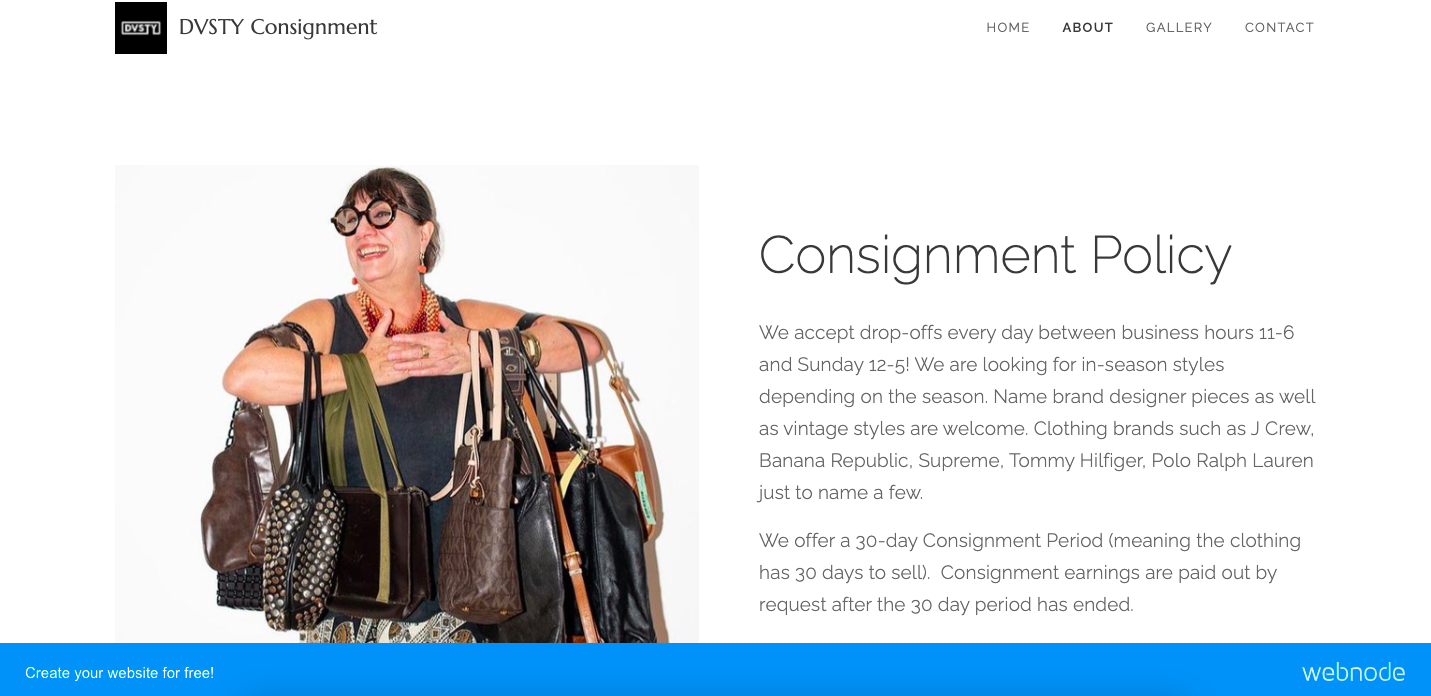 DVSTY
DVSTY Consignment
HOME
ABOUT
GALLERY
CONTACT
Consignment Policy
We accept drop-offs every day between business hours 11-6
and Sunday 12-5! We are looking for in-season styles
depending on the season. Name brand designer pieces as well
as vintage styles are welcome. Clothing brands such as J Crew,
Banana Republic, Supreme, Tommy Hilfiger, Polo Ralph Lauren
just to name a few.
We offer a 30-day Consignment Period (meaning the clothing
has 30 days to sell).  Consignment earnings are paid out by
request after the 30 day period has ended.
Create your website for free!
webnode